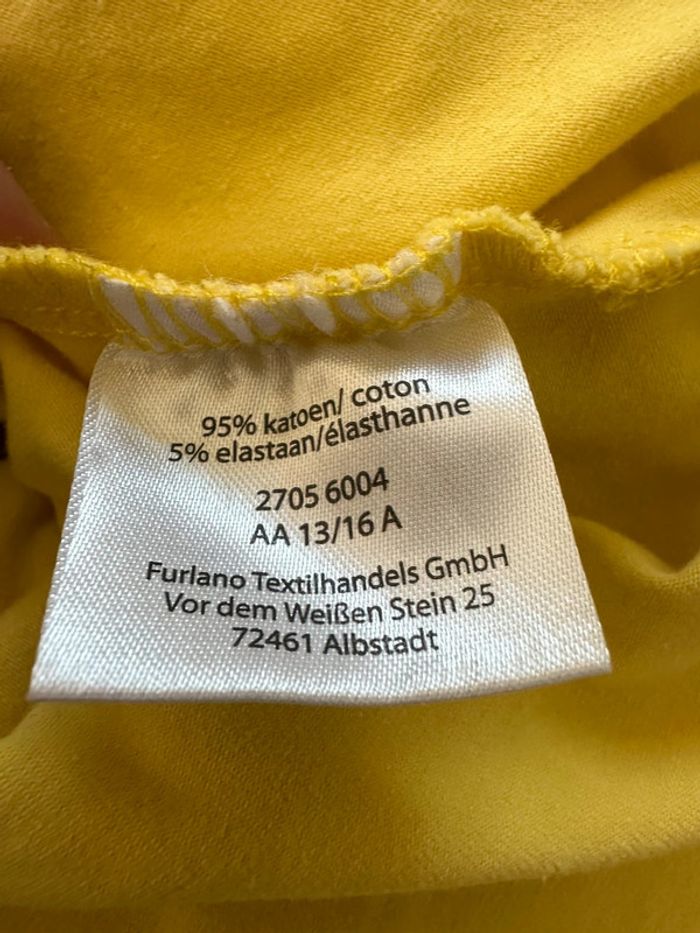 95% katoen/ coton
5% elastaan/élasthanne
2705 6004
AA 13/16 A
Furlano Textilhandels GmbH
Vor dem Weißen Stein 25
72461 Albstadt